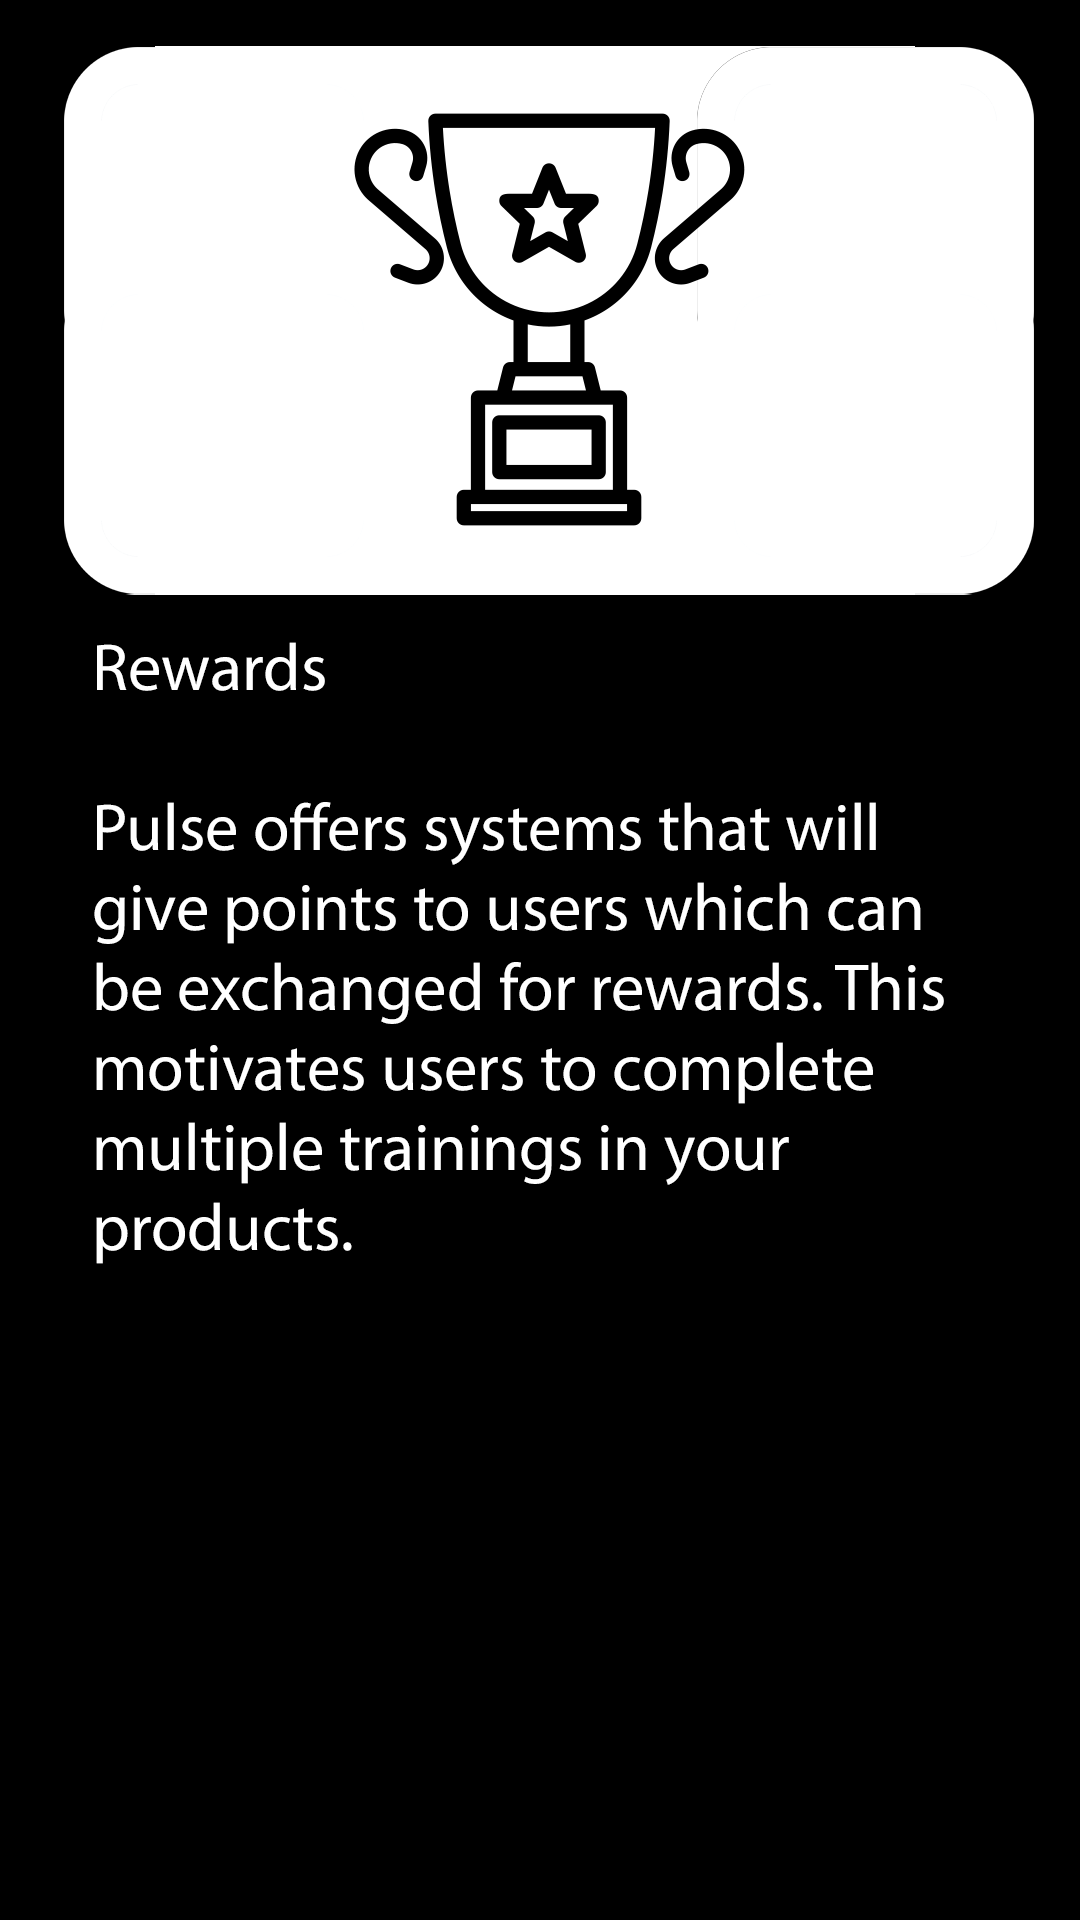 Rewards
Pulse offers systems that will
give points to users which can
be exchanged for rewards. This
motivates users to complete
multiple trainings in your
products.